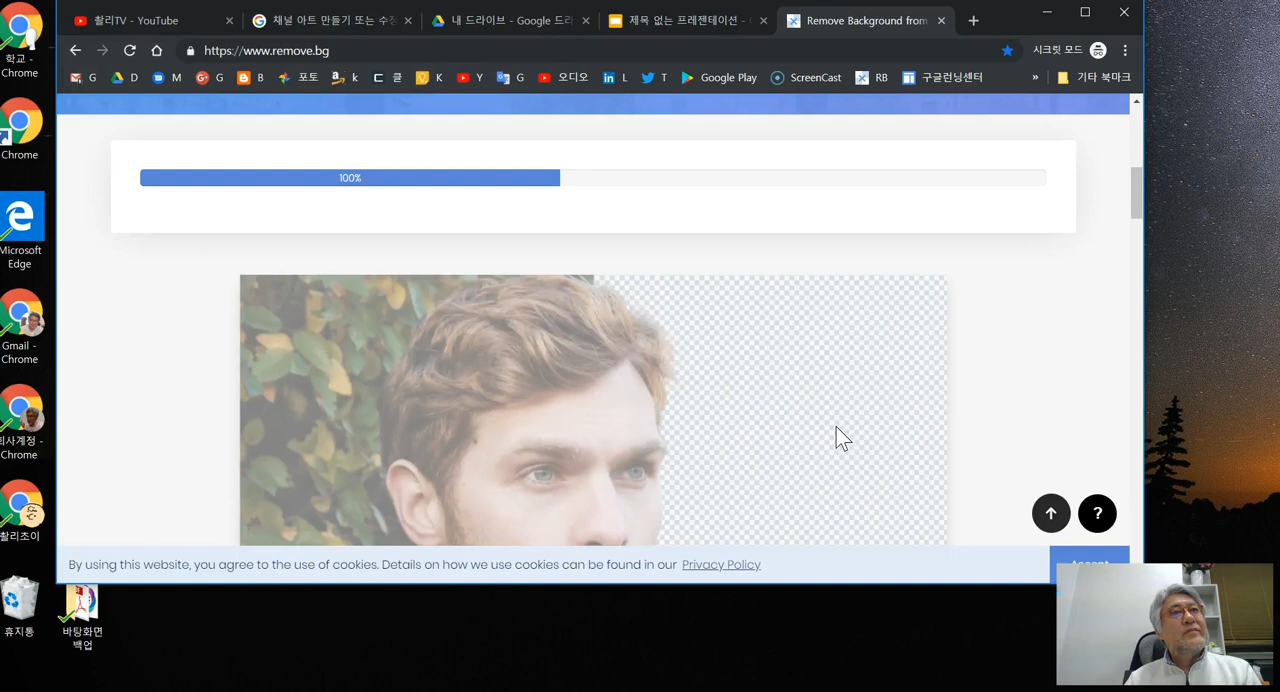 촬리TV - YouTube
채널 아트 만들기 또는 수정
내 드라이브 - Google 드라
제목 없는 프레젠테이션 - G
Remove Background from
https://www.remove.bg
시크릿 모드
G
D
M
G
B
포토
k
글
K
Y
G
오디오
L
T
Google Play
ScreenCast
RB
구글런닝센터
»
기타 북마크
100%
?
By using this website, you agree to the use of cookies. Details on how we use cookies can be found in our Privacy Policy
학교 -
Chrome
Chrome
Microsoft
Edge
Gmail -
Chrome
회사계정 -
Chrome
촬리초이
휴지통
바탕화면
백업